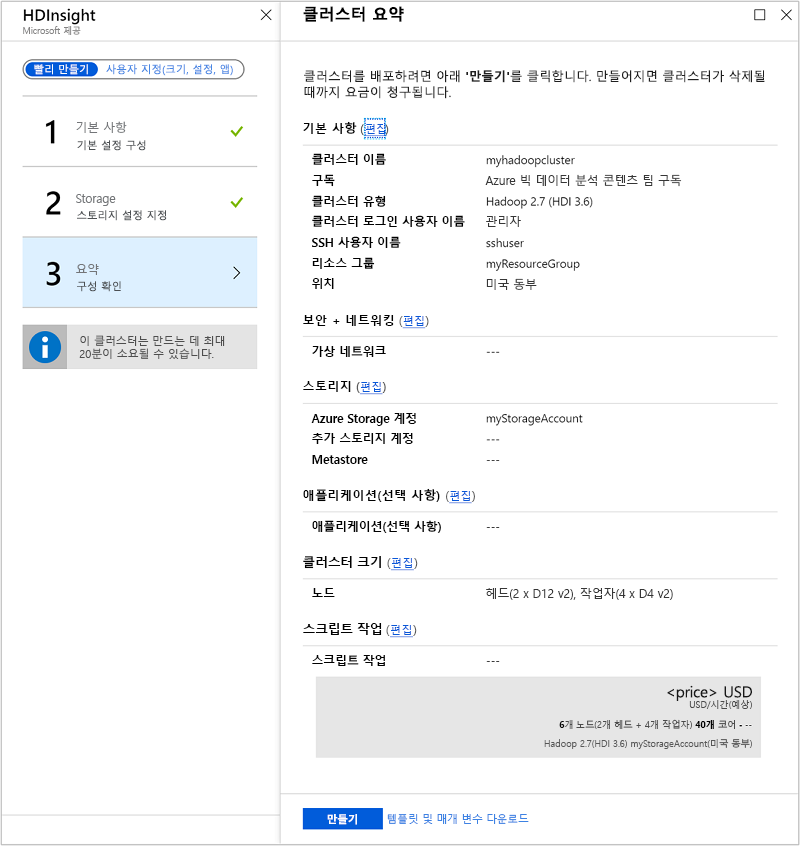 HDInsight
Microsoft 제공
빨리 만들기 사용자 지정(크기, 설정, 앱)
1 기본 사항
기본 설정 구성
2 Storage
스토리지 설정 지정
3 요약
구성 확인
이 클러스터는 만드는 데 최대
20분이 소요될 수 있습니다.
클러스터 요약
클러스터를 배포하려면 아래 '만들기'를 클릭합니다. 만들어지면 클러스터가 삭제될
때까지 요금이 청구됩니다.
기본 사항 (편집)
클러스터 이름 myhadoopcluster
구독 Azure 빅 데이터 분석 콘텐츠 팀 구독
클러스터 유형 Hadoop 2.7 (HDI 3.6)
클러스터 로그인 사용자 이름 관리자
SSH 사용자 이름 sshuser
리소스 그룹 myResourceGroup
위치 미국 동부
보안 + 네트워킹 (편집)
가상 네트워크 ---
스토리지 (편집)
Azure Storage 계정 myStorageAccount
추가 스토리지 계정 ---
Metastore ---
애플리케이션(선택 사항) (편집)
애플리케이션(선택 사항) ---
클러스터 크기 (편집)
노드 헤드(2 x D12 v2), 작업자(4 x D4 v2)
스크립트 작업 (편집)
스크립트 작업 ---
<price> USD
USD/시간(예상)
6개 노드(2개 헤드 + 4개 작업자) 40개 코어 - --
Hadoop 2.7(HDI 3.6) myStorageAccount(미국 동부)
만들기 템플릿 및 매개 변수 다운로드